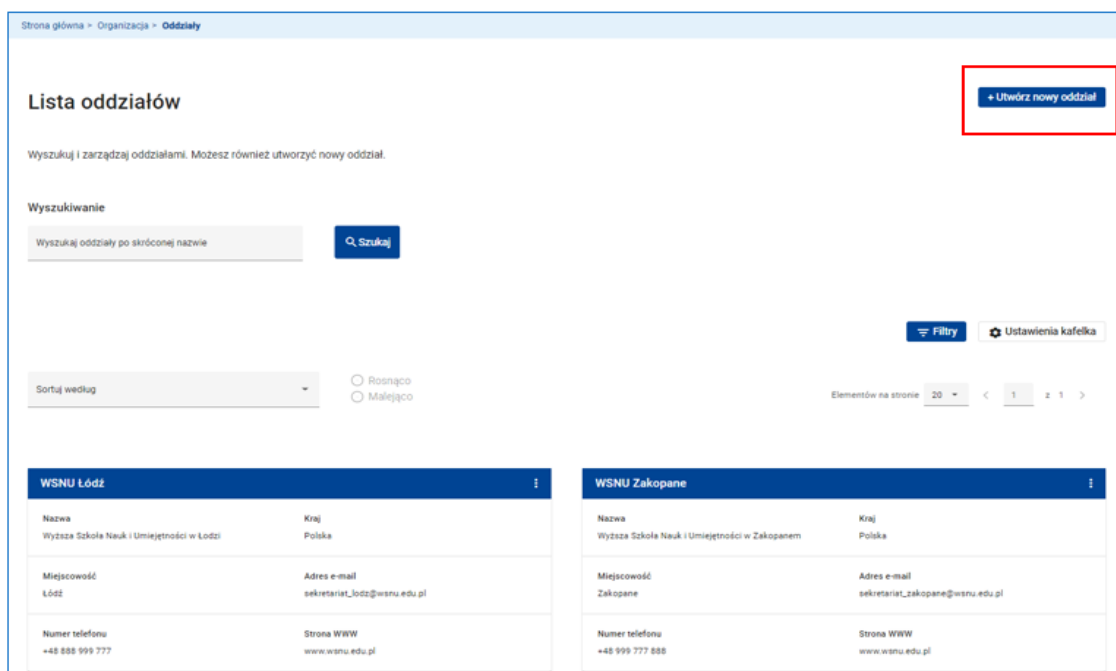 Strona główna > Organizacja > Oddziały
Lista oddziałów
+ Utwórz nowy oddział
Wyszukuj i zarządzaj oddziałami. Możesz również utworzyć nowy oddział.
Wyszukiwanie
Wyszukaj oddziały po skróconej nazwie
Szukaj
Filtry
Ustawienia kafelka
Sortuj według
Rosnąco
Malejąco
Elementów na stronie 20 < 1 z 1 >
WSNU Łódź
Nazwa Kraj
Wyższa Szkoła Nauk i Umiejętności w Łodzi Polska
Miejscowość Adres e-mail
Łódź sekretariat_lodz@wsnu.edu.pl
Numer telefonu Strona WWW
+48 888 999 777 www.wsnu.edu.pl
WSNU Zakopane
Nazwa Kraj
Wyższa Szkoła Nauk i Umiejętności w Zakopanem Polska
Miejscowość Adres e-mail
Zakopane sekretariat_zakopane@wsnu.edu.pl
Numer telefonu Strona WWW
+48 999 777 888 www.wsnu.edu.pl